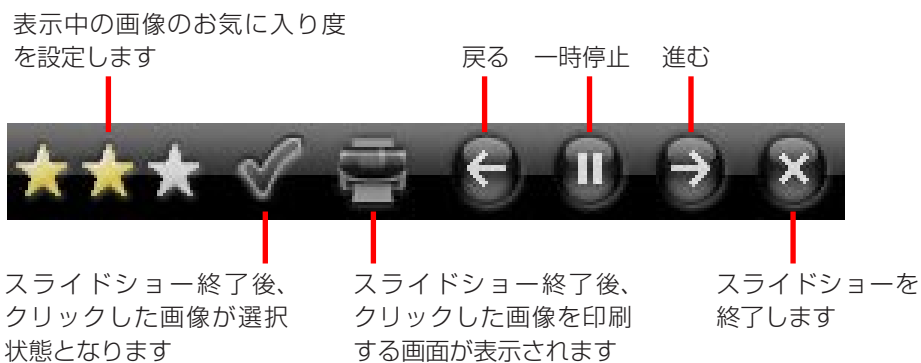 表示中の画像のお気に入り度
を設定します
戻る 一時停止 進む
スライドショー終了後、
クリックした画像が選択
状態となります
スライドショー終了後、
クリックした画像を印刷
する画面が表示されます
スライドショーを
終了します